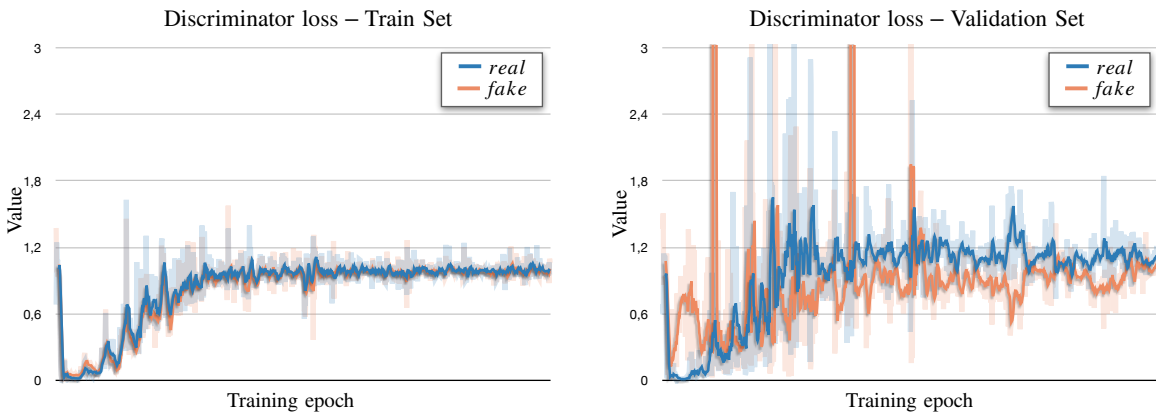 Discriminator loss – Train Set
3
2,4
1,8
1,2
0,6
0
Value
real
fake
Training epoch
Discriminator loss – Validation Set
3
2,4
1,8
1,2
0,6
0
Value
real
fake
Training epoch